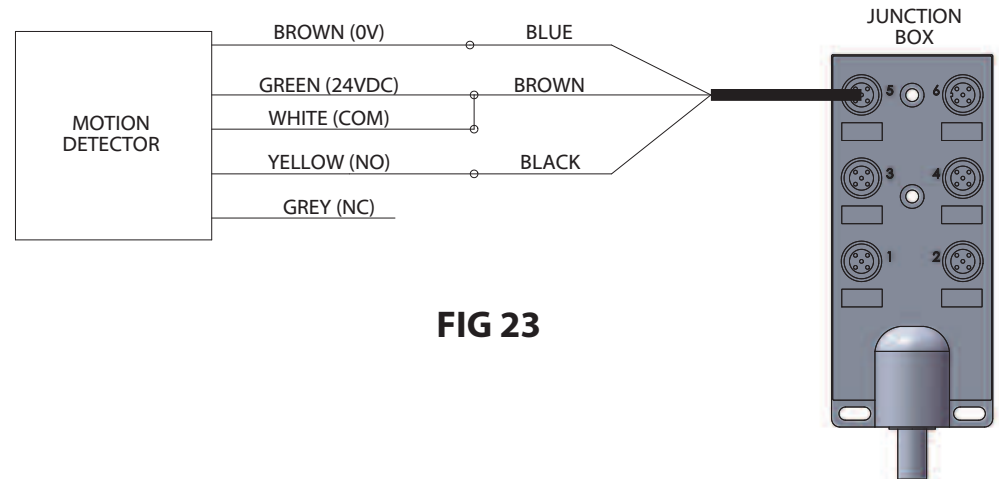 JUNCTION
BOX
BROWN (0V)
BLUE
GREEN (24VDC)
BROWN
WHITE (COM)
MOTION
DETECTOR
YELLOW (NO)
BLACK
GREY (NC)
5
6
3
4
1
2
FIG 23